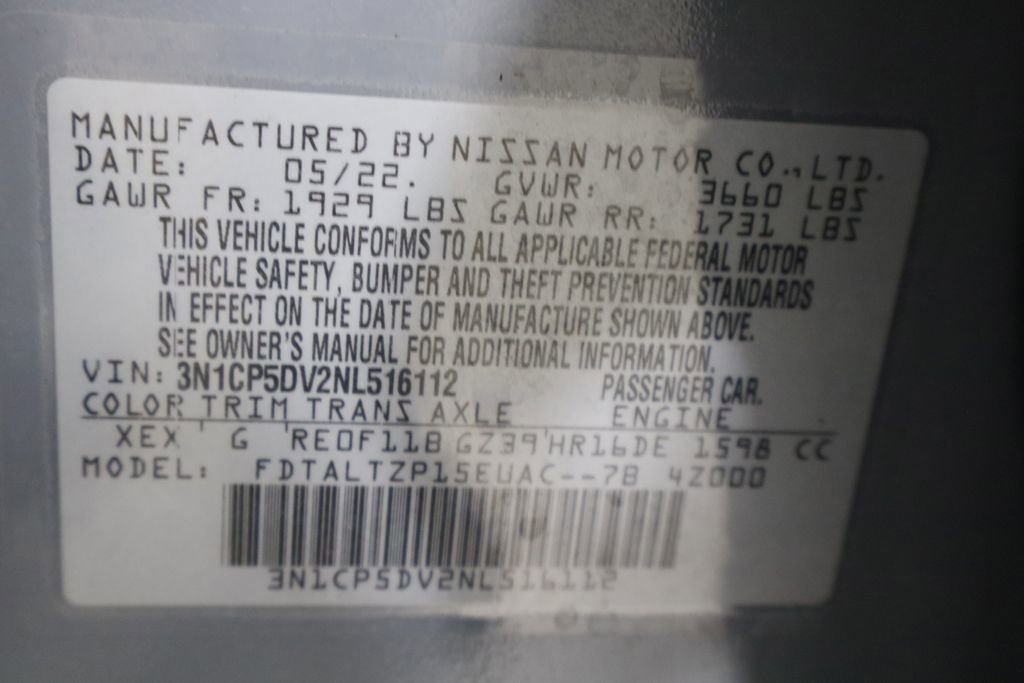 MANUFACTURED BY NISSAN MOTOR CO., LTD.
DATE: 05/22. GVWR: 3660 LBS
GAWR FR: 1929 LBS GAWR RR: 1731 LBS
THIS VEHICLE CONFORMS TO ALL APPLICABLE FEDERAL MOTOR
VEHICLE SAFETY, BUMPER AND THEFT PREVENTION STANDARDS
IN EFFECT ON THE DATE OF MANUFACTURE SHOWN ABOVE.
SEE OWNER'S MANUAL FOR ADDITIONAL INFORMATION.
VIN: 3N1CP5DV2NL516112 PASSENGER CAR.
COLOR TRIM TRANS AXLE ENGINE
XEX ' G 'RE0F11B GZ39'HR16DE 1598 CC
MODEL: FDTALTZP15EUAC--7B 4Z000
3N1CP5DV2NL516112